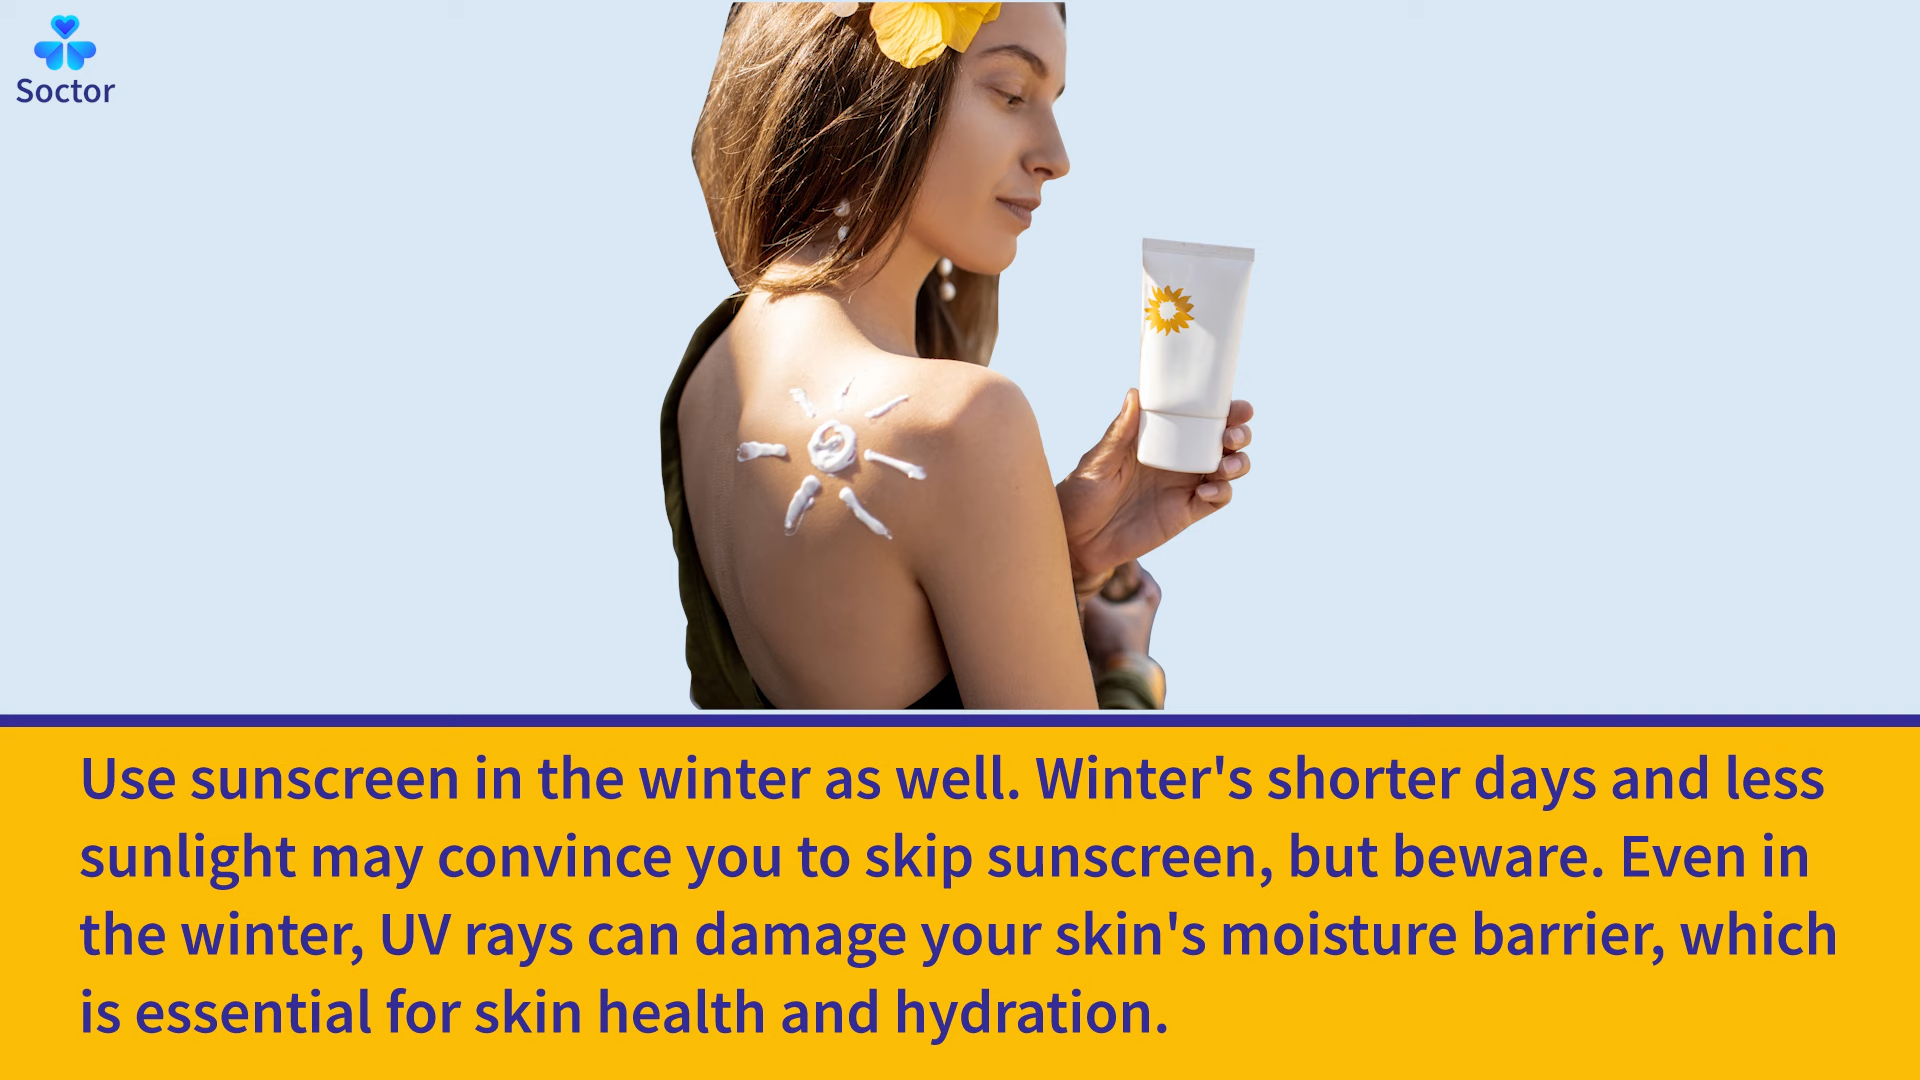 Soctor
Use sunscreen in the winter as well. Winter's shorter days and less
sunlight may convince you to skip sunscreen, but beware. Even in
the winter, UV rays can damage your skin's moisture barrier, which
is essential for skin health and hydration.